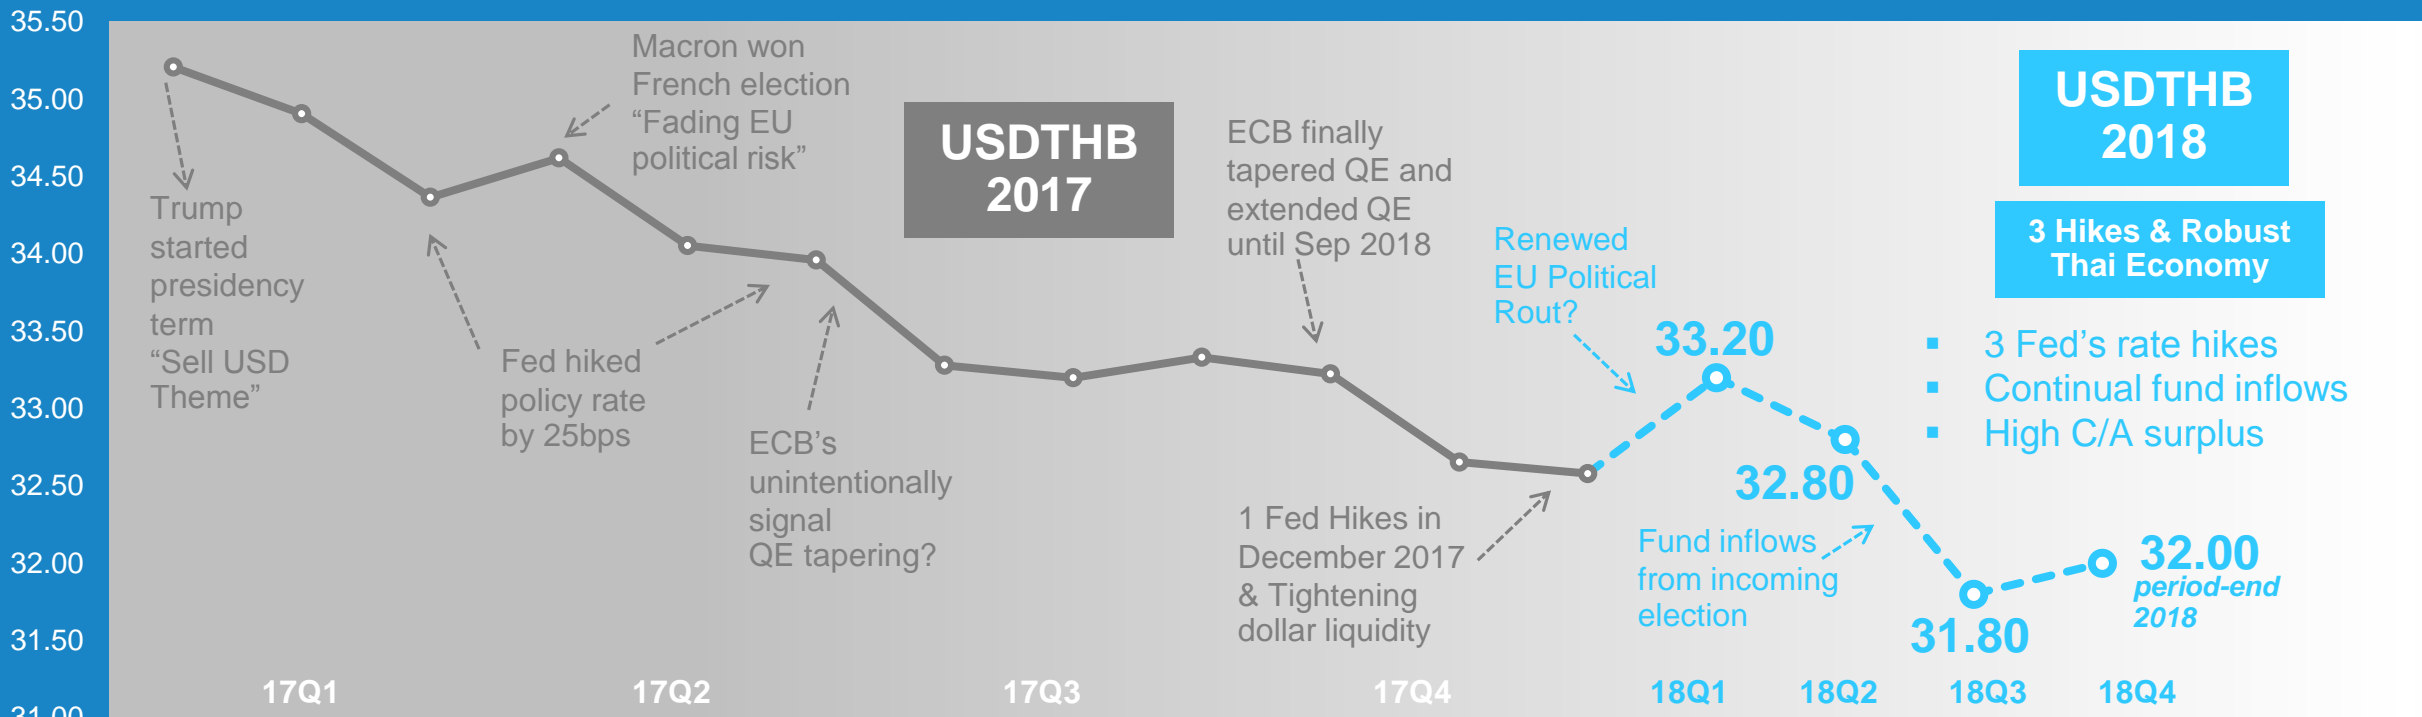 35.50
35.00
34.50
34.00
33.50
33.00
32.50
32.00
31.50
31.00
Trump
started
presidency
term
“Sell USD
Theme”
Macron won
French election
“Fading EU
political risk”
Fed hiked
policy rate
by 25bps
ECB’s
unintentionally
signal
QE tapering?
USDTHB
2017
ECB finally
tapered QE and
extended QE
until Sep 2018
1 Fed Hikes in
December 2017
& Tightening
dollar liquidity
Renewed
EU Political
Rout?
33.20
32.80
Fund inflows
from incoming
election
31.80
32.00
period-end
2018
USDTHB
2018
3 Hikes & Robust
Thai Economy
▪ 3 Fed’s rate hikes
▪ Continual fund inflows
▪ High C/A surplus
17Q1 17Q2 17Q3 17Q4 18Q1 18Q2 18Q3 18Q4